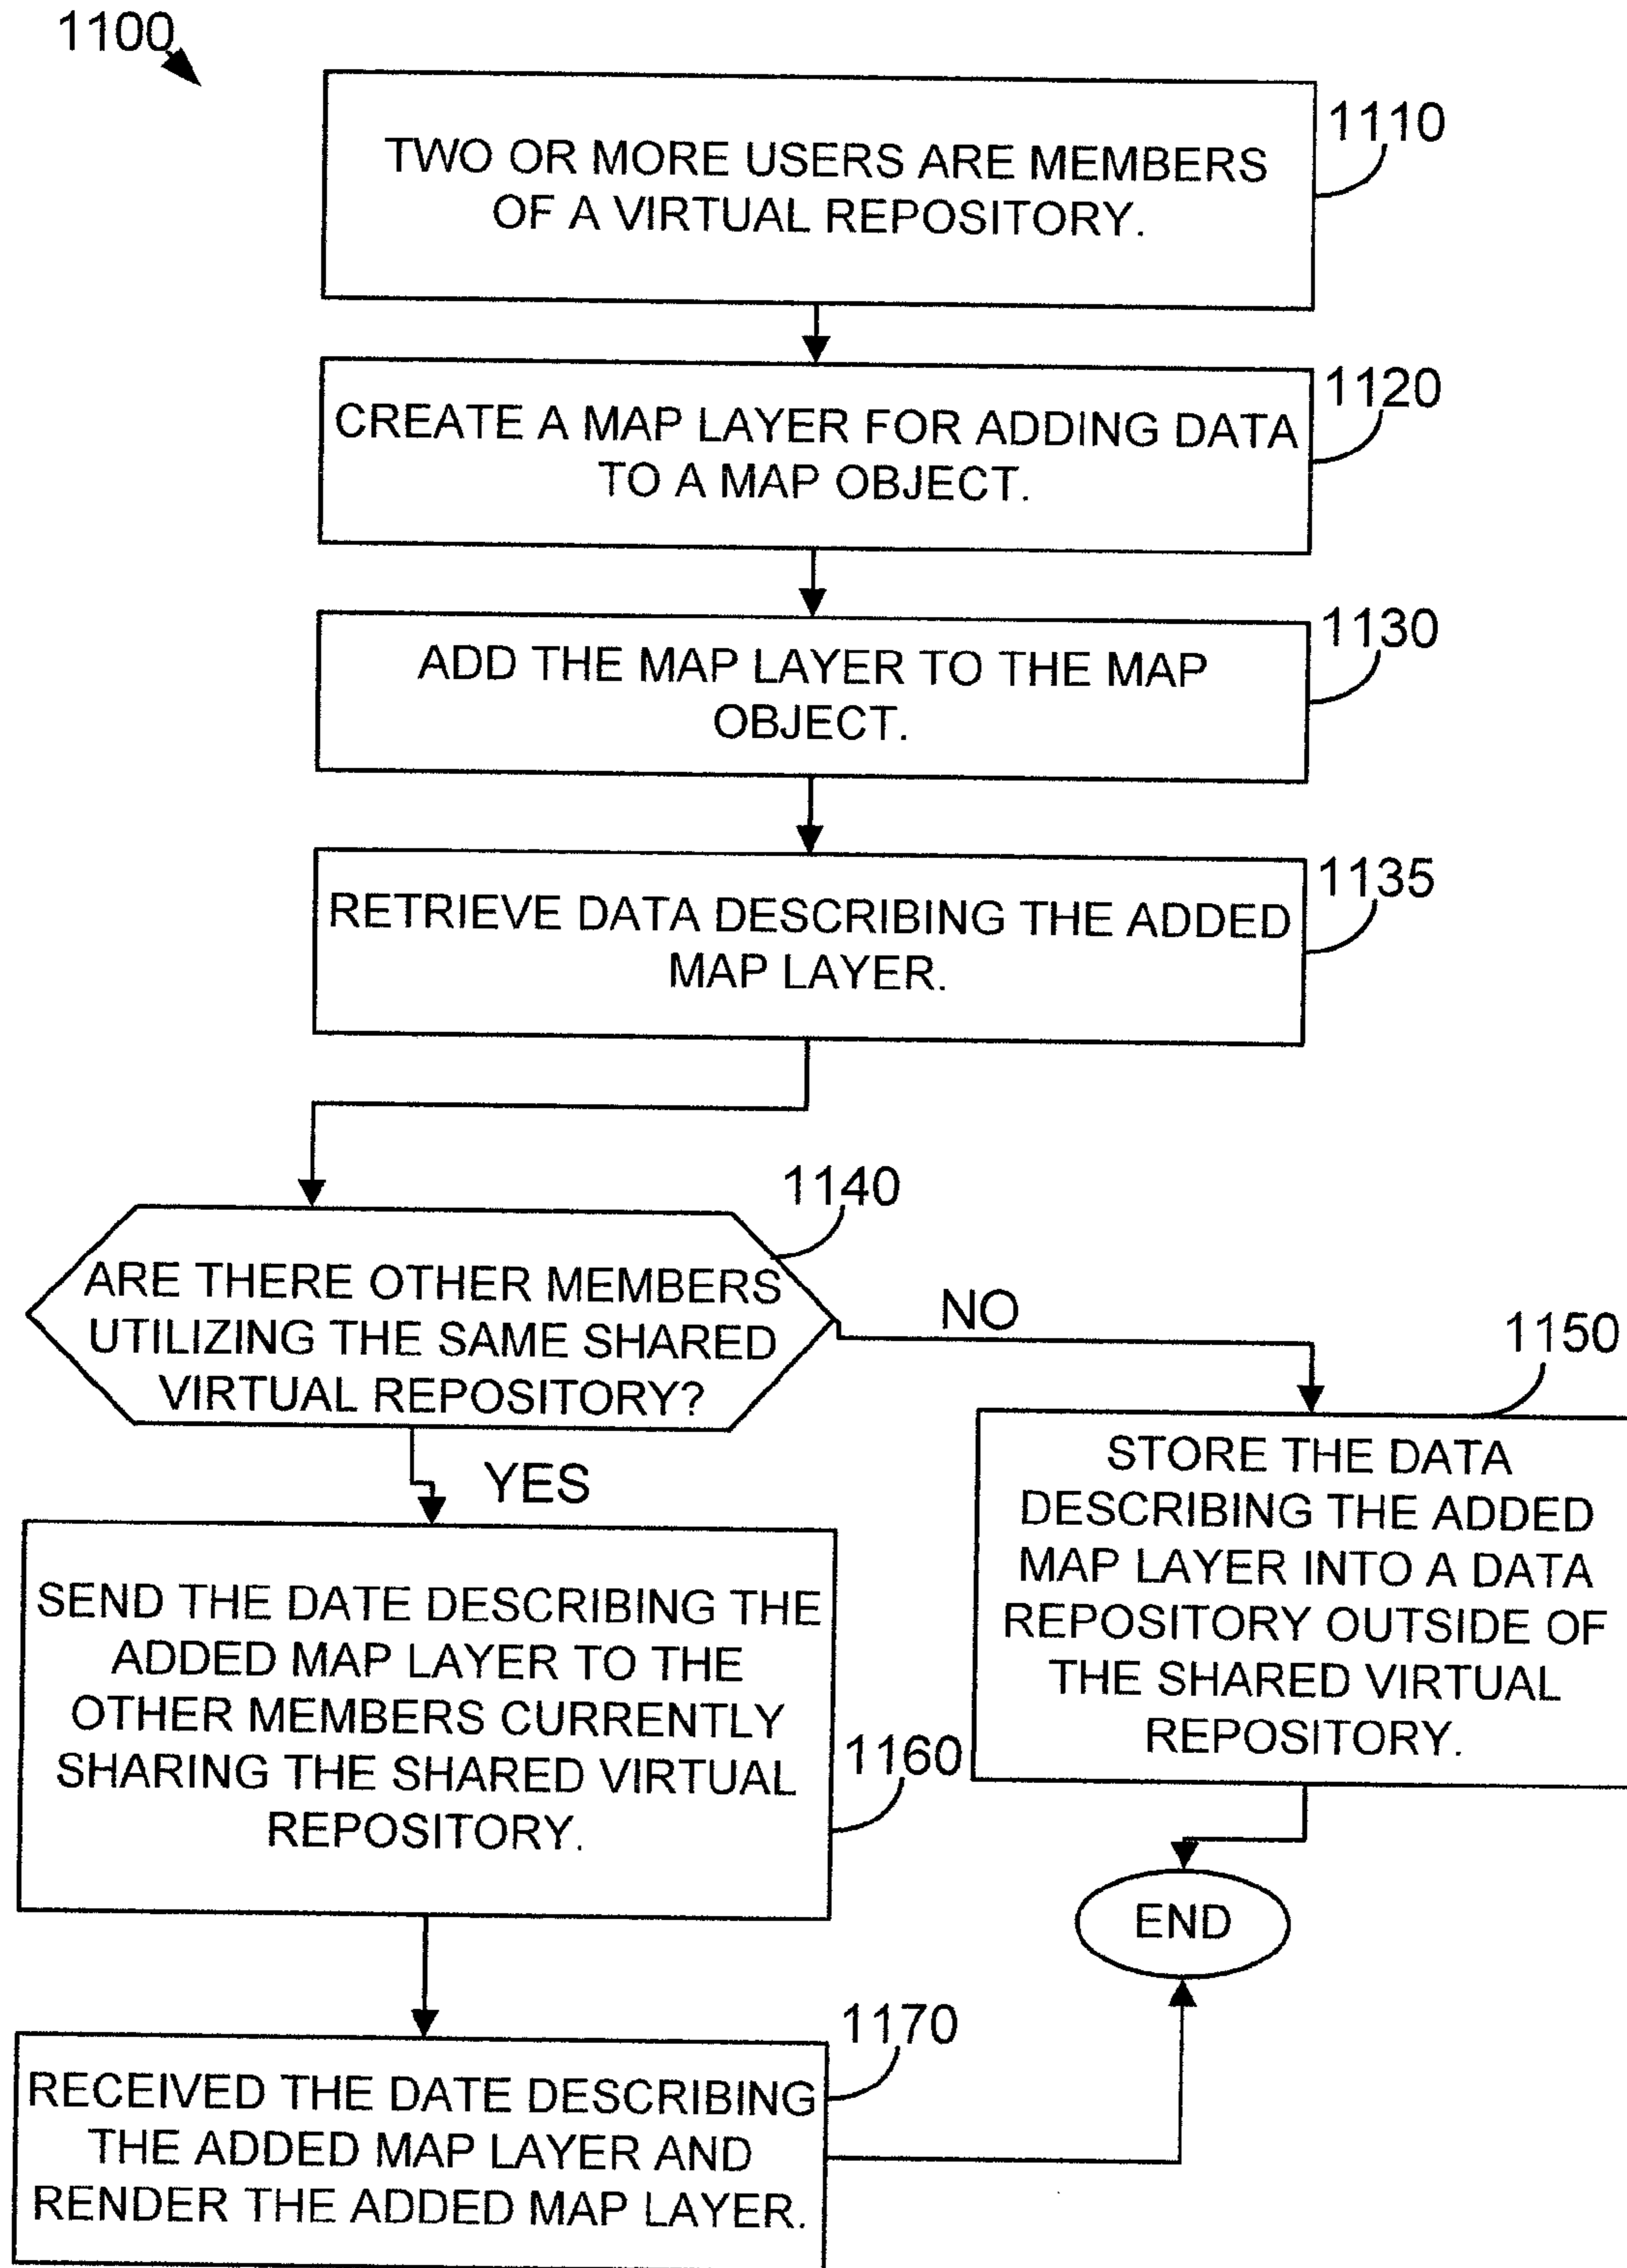 1100
TWO OR MORE USERS ARE MEMBERS
OF A VIRTUAL REPOSITORY.
1110
CREATE A MAP LAYER FOR ADDING DATA
TO A MAP OBJECT.
1120
ADD THE MAP LAYER TO THE MAP
OBJECT.
1130
RETRIEVE DATA DESCRIBING THE ADDED
MAP LAYER.
1135
1140
ARE THERE OTHER MEMBERS
UTILIZING THE SAME SHARED
VIRTUAL REPOSITORY?
NO
YES
1150
STORE THE DATA
DESCRIBING THE ADDED
MAP LAYER INTO A DATA
REPOSITORY OUTSIDE OF
THE SHARED VIRTUAL
REPOSITORY.
SEND THE DATE DESCRIBING THE
ADDED MAP LAYER TO THE
OTHER MEMBERS CURRENTLY
SHARING THE SHARED VIRTUAL
REPOSITORY.
1160
END
1170
RECEIVED THE DATE DESCRIBING
THE ADDED MAP LAYER AND
RENDER THE ADDED MAP LAYER.